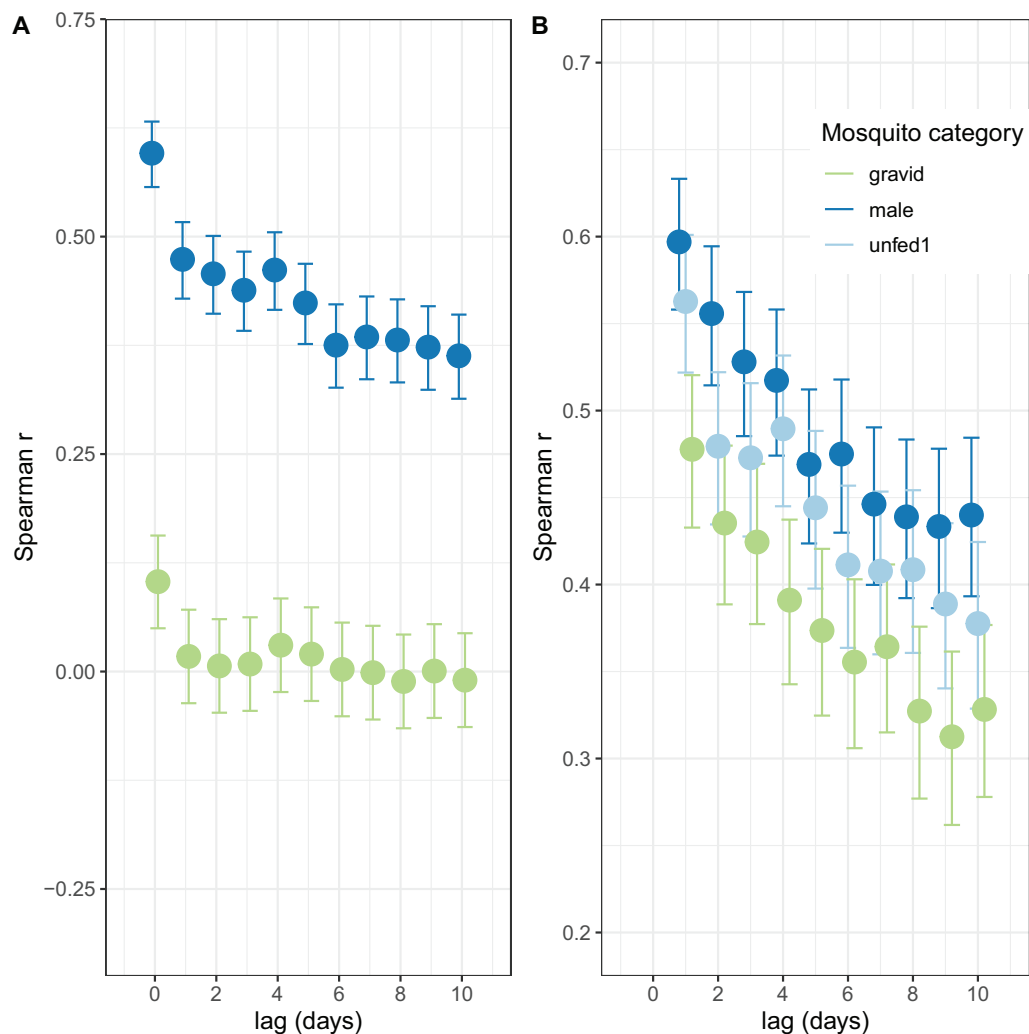 A
0.75
0.50
0.25
0.00
−0.25
Spearman r
0 2 4 6 8 10
lag (days)
B
0.7
0.6
0.5
0.4
0.3
0.2
Spearman r
Mosquito category
gravid
male
unfed1
0 2 4 6 8 10
lag (days)